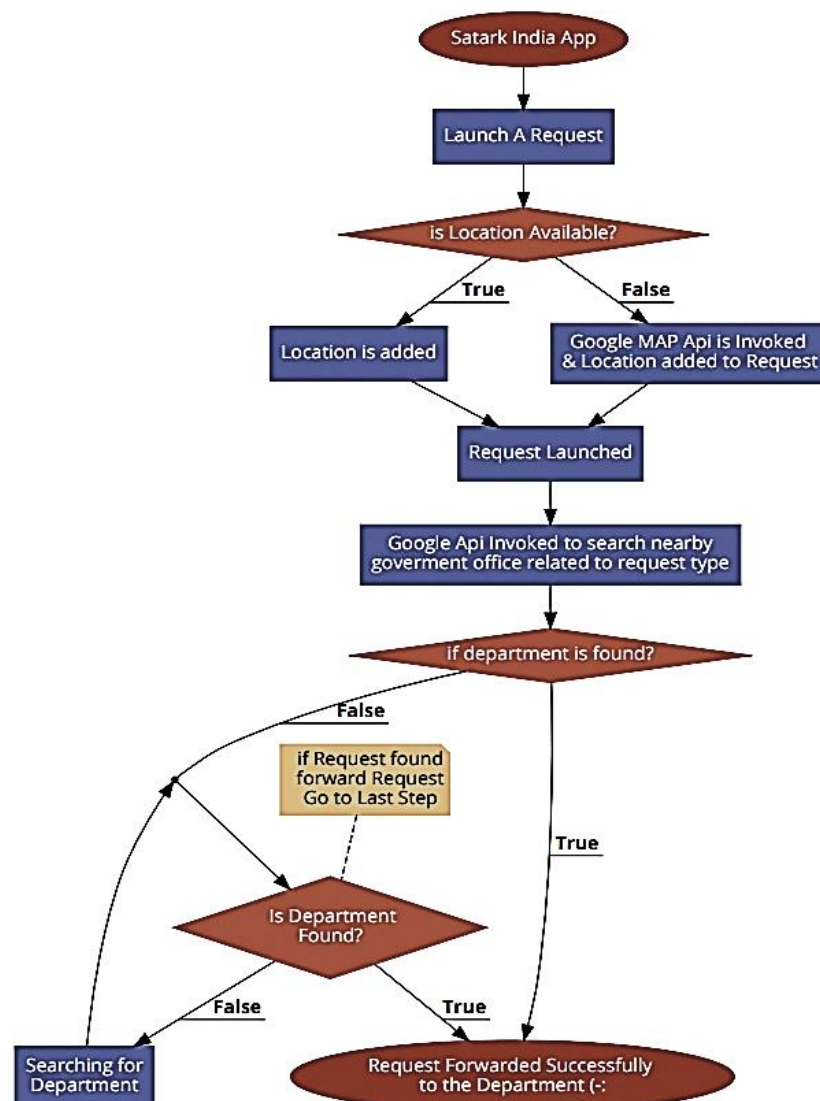 Satark India App
Launch A Request
is Location Available?
True
False
Location is added
Google MAP Api is Invoked
& Location added to Request
Request Launched
Google Api Invoked to search nearby
goverment office related to request type
if department is found?
False
if Request found
forward Request
Go to Last Step
True
Is Department
Found?
False
True
Searching for
Department
Request Forwarded Successfully
to the Department (-: